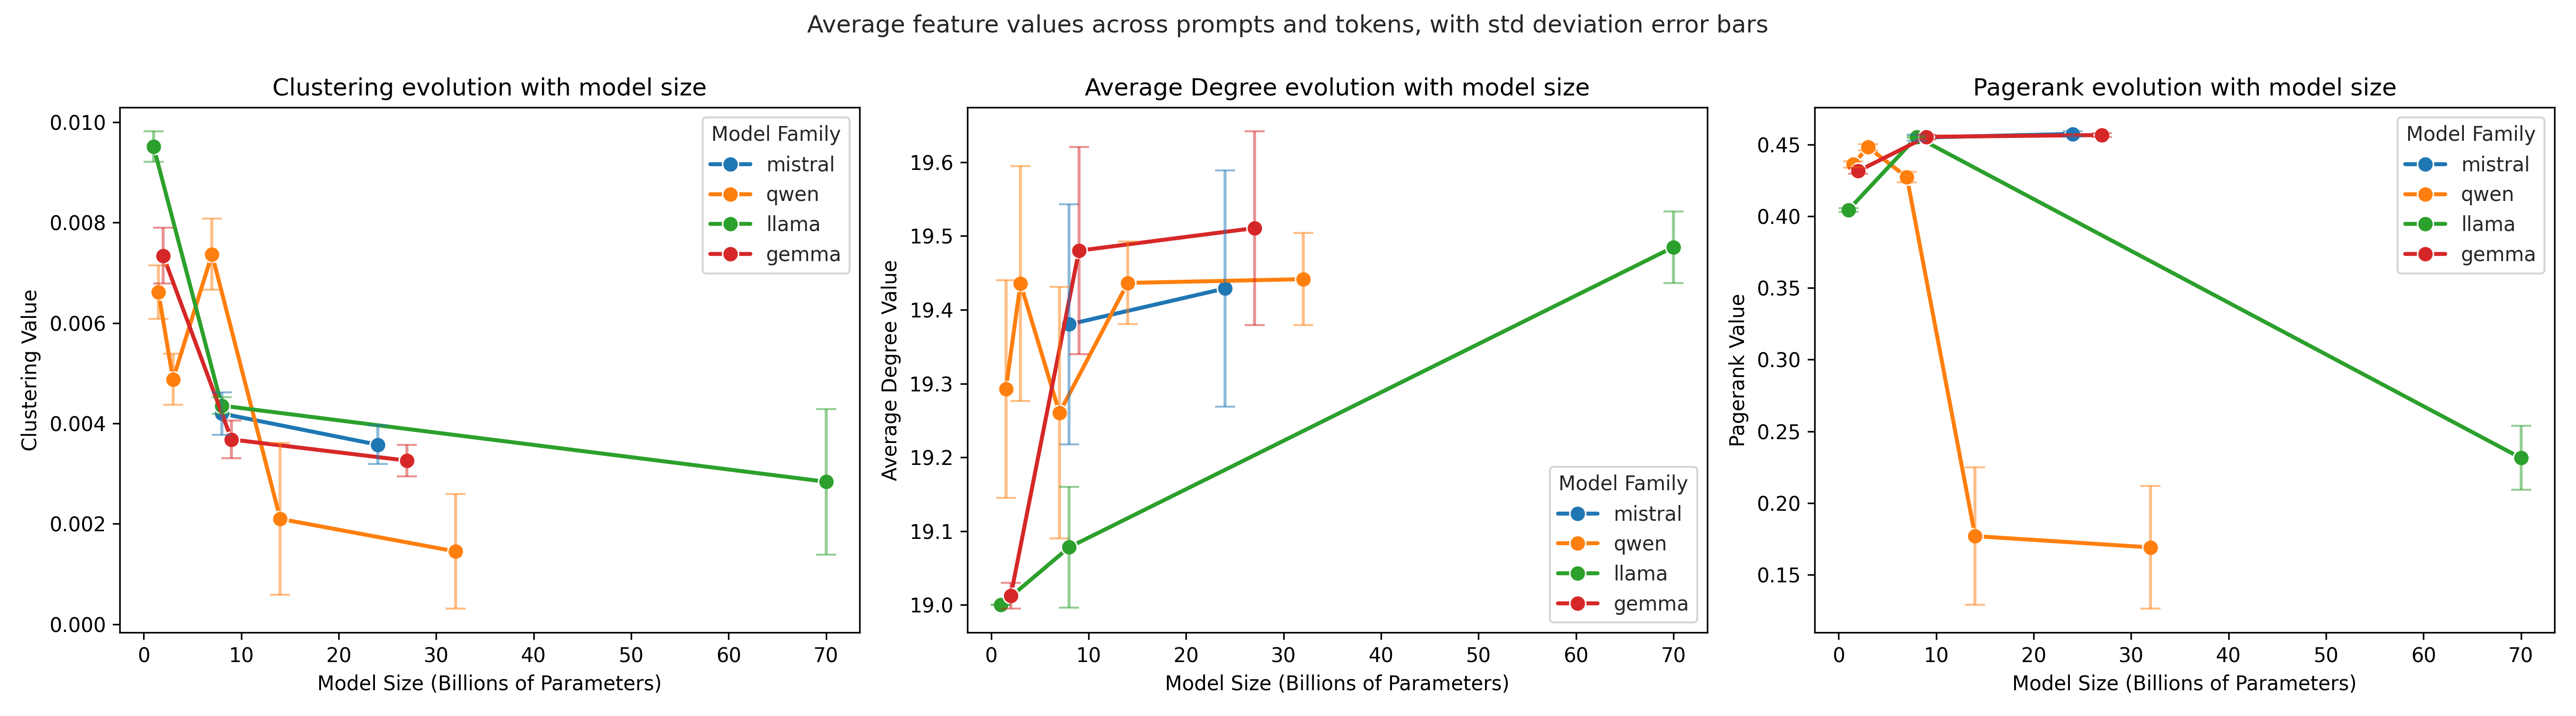 Average feature values across prompts and tokens, with std deviation error bars
Clustering evolution with model size
Clustering Value
0.010
0.008
0.006
0.004
0.002
0.000
0 10 20 30 40 50 60 70
Model Size (Billions of Parameters)
Model Family
mistral
qwen
llama
gemma
Average Degree evolution with model size
Average Degree Value
19.6
19.5
19.4
19.3
19.2
19.1
19.0
0 10 20 30 40 50 60 70
Model Size (Billions of Parameters)
Model Family
mistral
qwen
llama
gemma
Pagerank evolution with model size
Pagerank Value
0.45
0.40
0.35
0.30
0.25
0.20
0.15
0 10 20 30 40 50 60 70
Model Size (Billions of Parameters)
Model Family
mistral
qwen
llama
gemma